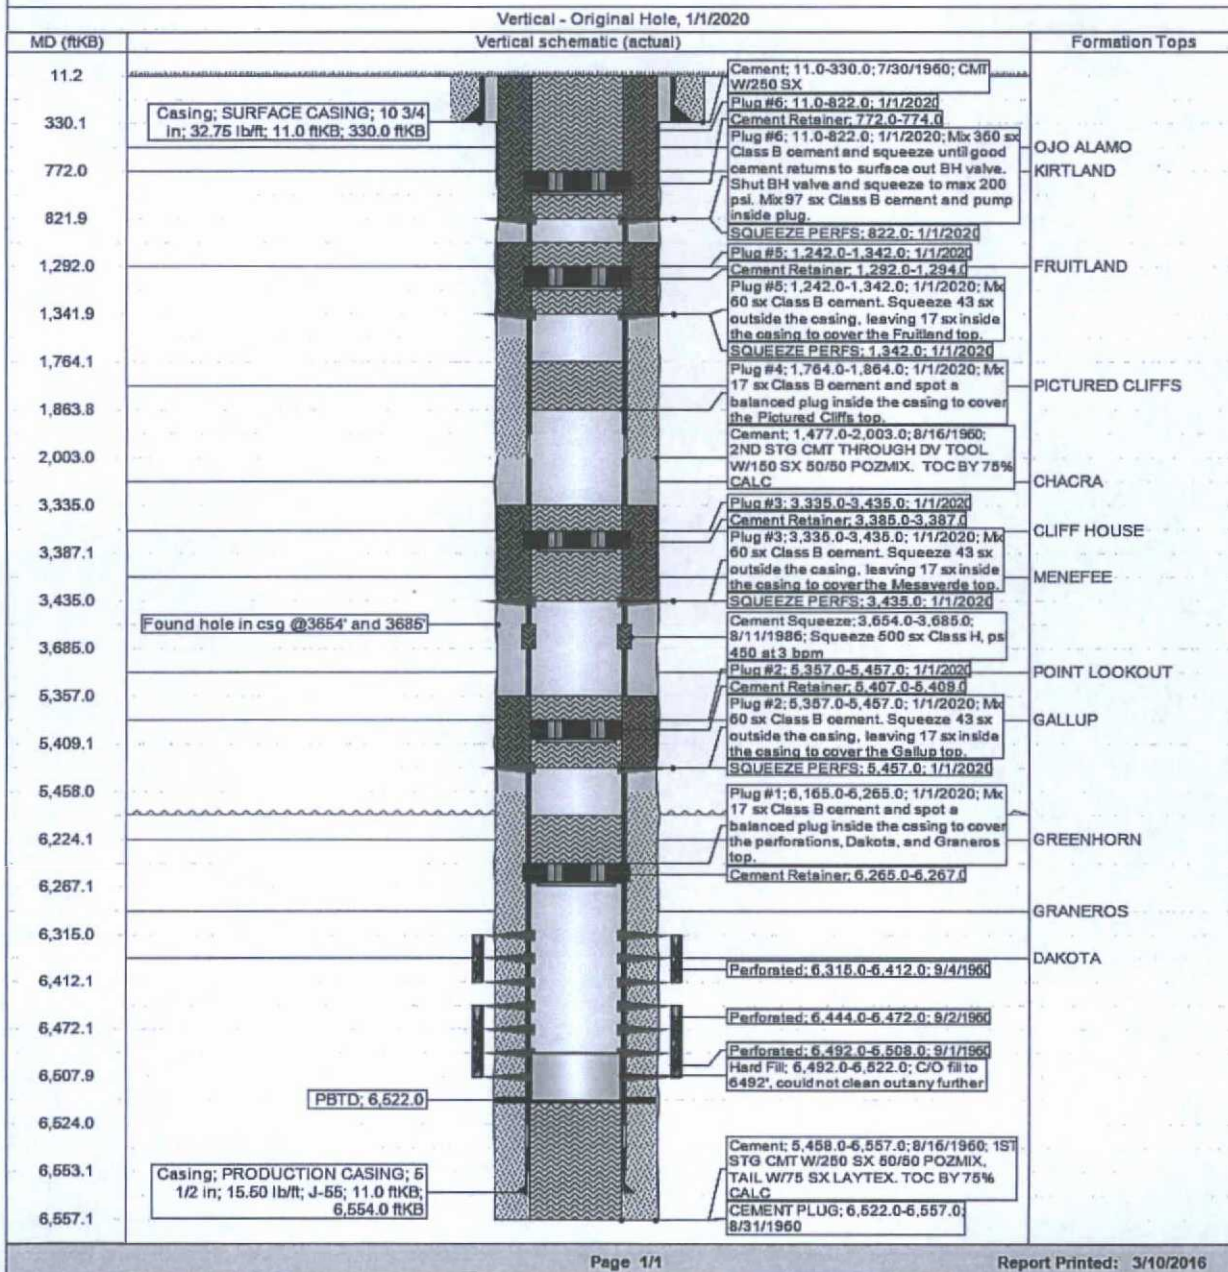 Vertical - Original Hole, 1/1/2020
MD (ftKB)
Vertical schematic (actual)
Formation Tops
11.2
330.1
772.0
821.9
1,292.0
1,341.9
1,764.1
1,863.8
2,003.0
3,335.0
3,387.1
3,435.0
3,685.0
5,357.0
5,409.1
5,458.0
6,224.1
6,267.1
6,315.0
6,412.1
6,472.1
6,507.9
6,524.0
6,553.1
6,557.1
Casing; SURFACE CASING; 10 3/4
in; 32.75 lb/ft; 11.0 ftKB; 330.0 ftKB
Found hole in csg @3654' and 3685'
PBTD; 6,522.0
Casing; PRODUCTION CASING; 5
1/2 in; 15.50 lb/ft; J-55; 11.0 ftKB;
6,554.0 ftKB
Cement; 11.0-330.0; 7/30/1960; CMT
W/250 SX
Plug #6; 11.0-822.0; 1/1/2020
Cement Retainer; 772.0-774.0
Plug #6; 11.0-822.0; 1/1/2020; Mix 360 sx
Class B cement and squeeze until good
cement returns to surface out BH valve.
Shut BH valve and squeeze to max 200
psi. Mix 97 sx Class B cement and pump
inside plug.
SQUEEZE PERFS; 822.0; 1/1/2020
Plug #5; 1,242.0-1,342.0; 1/1/2020
Cement Retainer; 1,292.0-1,294.0
Plug #5; 1,242.0-1,342.0; 1/1/2020; Mix
60 sx Class B cement. Squeeze 43 sx
outside the casing, leaving 17 sx inside
the casing to cover the Fruitland top.
SQUEEZE PERFS; 1,342.0; 1/1/2020
Plug #4; 1,764.0-1,864.0; 1/1/2020; Mix
17 sx Class B cement and spot a
balanced plug inside the casing to cover
the Pictured Cliffs top.
Cement; 1,477.0-2,003.0; 8/16/1960;
2ND STG CMT THROUGH DV TOOL
W/150 SX 50/50 POZMIX. TOC BY 75%
CALC
Plug #3; 3,335.0-3,435.0; 1/1/2020
Cement Retainer; 3,385.0-3,387.0
Plug #3; 3,335.0-3,435.0; 1/1/2020; Mix
60 sx Class B cement. Squeeze 43 sx
outside the casing, leaving 17 sx inside
the casing to cover the Mesaverde top.
SQUEEZE PERFS; 3,435.0; 1/1/2020
Cement Squeeze; 3,654.0-3,685.0;
8/11/1986; Squeeze 500 sx Class H, ps
450 at 3 bpm
Plug #2; 5,357.0-5,457.0; 1/1/2020
Cement Retainer; 5,407.0-5,409.0
Plug #2; 5,357.0-5,457.0; 1/1/2020; Mix
60 sx Class B cement. Squeeze 43 sx
outside the casing, leaving 17 sx inside
the casing to cover the Gallup top.
SQUEEZE PERFS; 5,457.0; 1/1/2020
Plug #1; 6,165.0-6,265.0; 1/1/2020; Mix
17 sx Class B cement and spot a
balanced plug inside the casing to cover
the perforations, Dakota, and Graneros
top.
Cement Retainer; 6,265.0-6,267.0
Perforated; 6,315.0-6,412.0; 9/4/1960
Perforated; 6,444.0-6,472.0; 9/2/1960
Perforated; 6,492.0-6,508.0; 9/1/1960
Hard Fill; 6,492.0-6,522.0; C/O fill to
6492', could not clean out any further
Cement; 5,458.0-6,557.0; 8/16/1960; 1ST
STG CMT W/250 SX 50/50 POZMIX,
TAIL W/75 SX LAYTEX. TOC BY 75%
CALC
CEMENT PLUG; 6,522.0-6,557.0;
8/31/1960
OJO ALAMO
KIRTLAND
FRUITLAND
PICTURED CLIFFS
CHACRA
CLIFF HOUSE
MENEFEE
POINT LOOKOUT
GALLUP
GREENHORN
GRANEROS
DAKOTA
Page 1/1
Report Printed: 3/10/2016